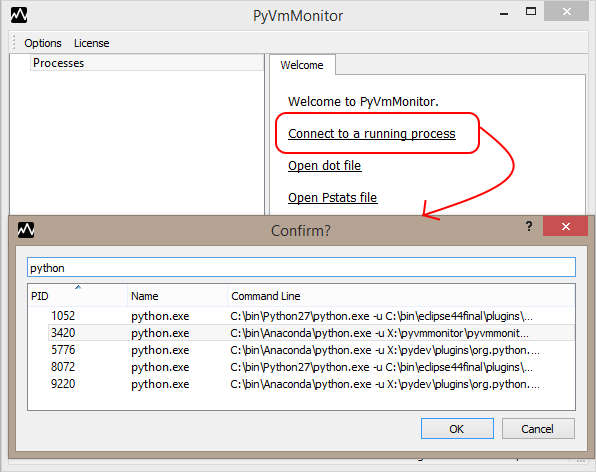 PyVmMonitor
Options License
Processes
Welcome
Welcome to PyVmMonitor.
Connect to a running process
Open dot file
Open Pstats file
Confirm?
?
python
PID Name Command Line
1052 python.exe C:\bin\Python27\python.exe -u C:\bin\eclipse44final\plugins\...
3420 python.exe C:\bin\Anaconda\python.exe -u X:\pyvmmonitor\pyvmmonit...
5776 python.exe C:\bin\Anaconda\python.exe -u X:\pydev\plugins\org.python....
8072 python.exe C:\bin\Python27\python.exe -u C:\bin\eclipse44final\plugins\...
9220 python.exe C:\bin\Anaconda\python.exe -u X:\pydev\plugins\org.python....
OK Cancel